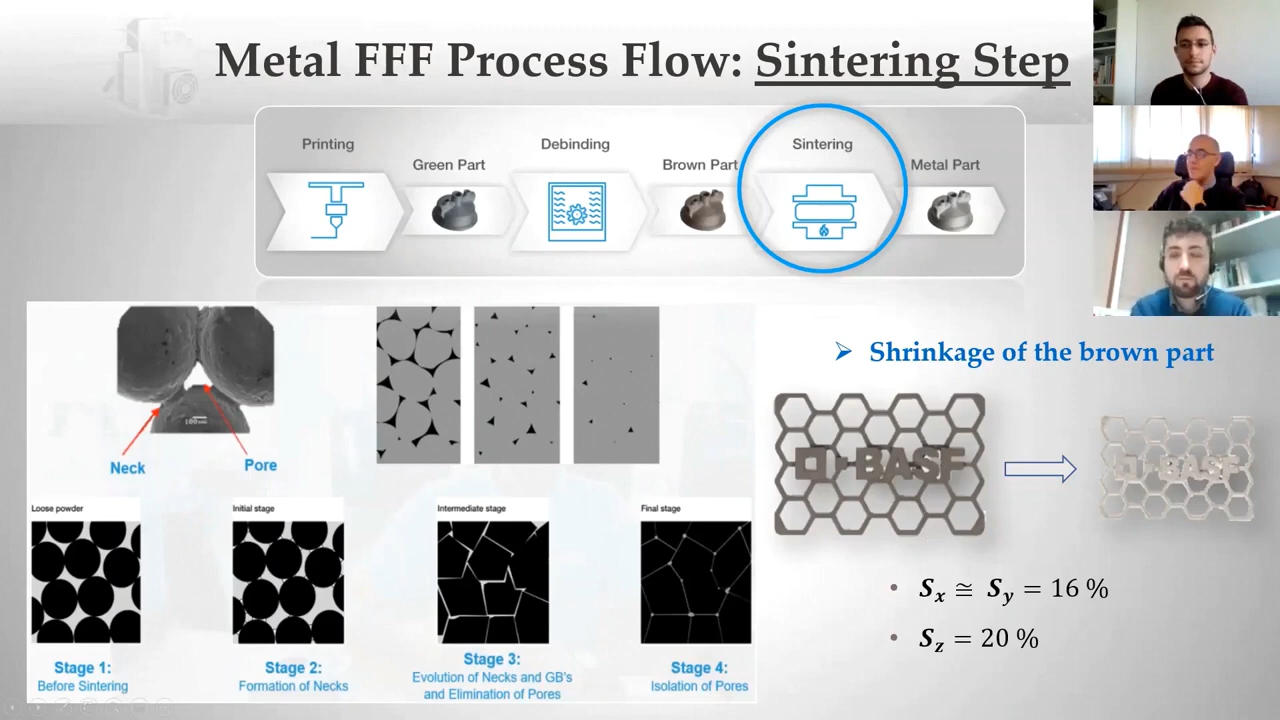 Metal FFF Process Flow: Sintering Step
Printing
Green Part
Debinding
Brown Part
Sintering
Metal Part
Neck
Pore
Loose powder
Initial stage
Intermediate stage
Final stage
Stage 1:
Before Sintering
Stage 2:
Formation of Necks
Stage 3:
Evolution of Necks and GB's
and Elimination of Pores
Stage 4:
Isolation of Pores
➢ Shrinkage of the brown part
BASF
BASF
• Sx ≅ Sy = 16 %
• Sz = 20 %